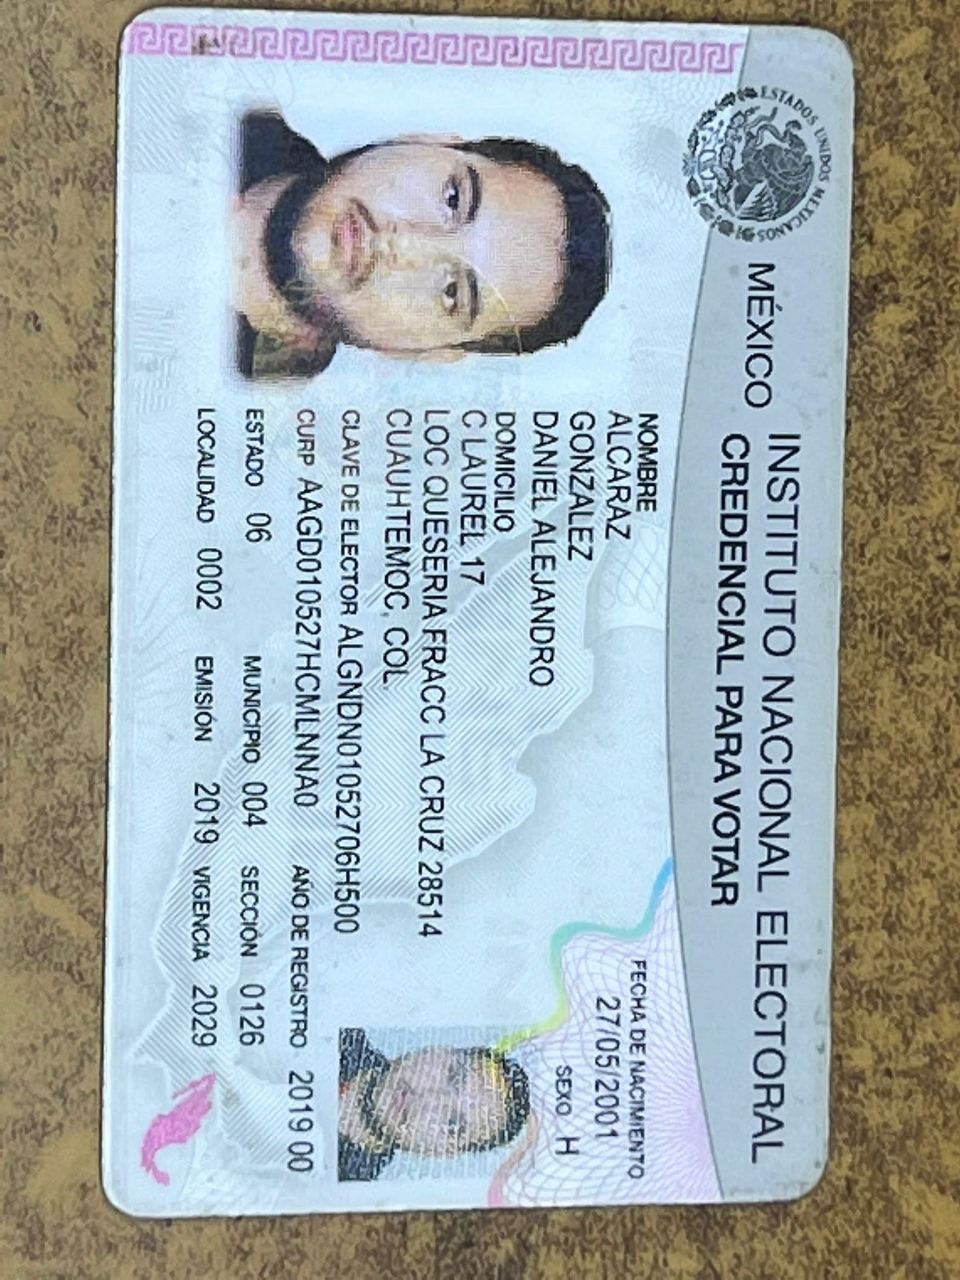 ESTADOS UNIDOS MEXICANOS
MÉXICO INSTITUTO NACIONAL ELECTORAL
CREDENCIAL PARA VOTAR
NOMBRE
ALCARAZ
GONZALEZ
DANIEL ALEJANDRO
FECHA DE NACIMIENTO
27/05/2001
SEXO H
DOMICILIO
C LAUREL 17
LOC QUESERIA FRACC LA CRUZ 28514
CUAUHTEMOC, COL.
CLAVE DE ELECTOR ALGNDN01052706H500
CURP AAGD010527HCMLNNA0 AÑO DE REGISTRO 2019 00
ESTADO 06 MUNICIPIO 004 SECCIÓN 0126
LOCALIDAD 0002 EMISIÓN 2019 VIGENCIA 2029